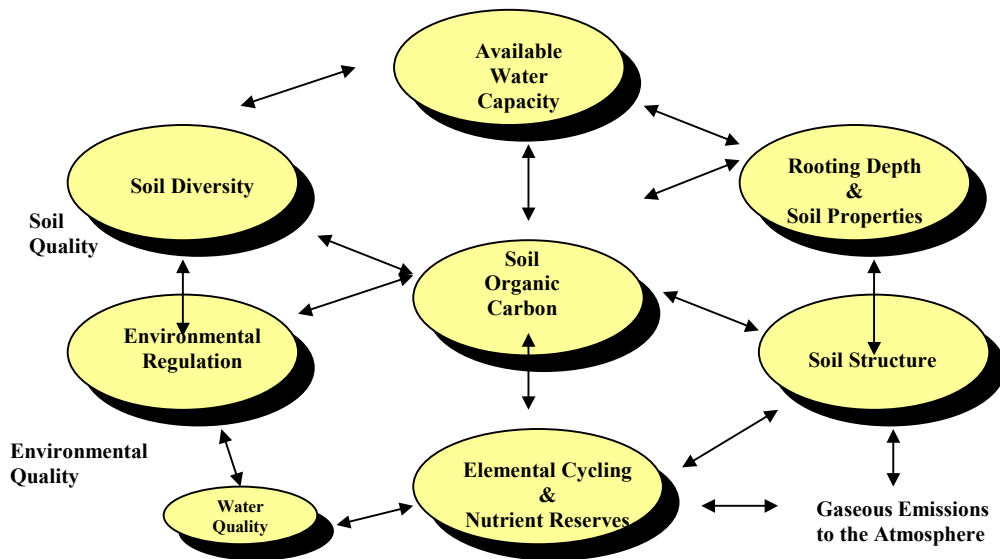 Available
Water
Capacity
Soil Diversity
Rooting Depth
&
Soil Properties
Soil
Quality
Soil
Organic
Carbon
Environmental
Regulation
Soil Structure
Environmental
Quality
Elemental Cycling
&
Nutrient Reserves
Water
Quality
Gaseous Emissions
to the Atmosphere